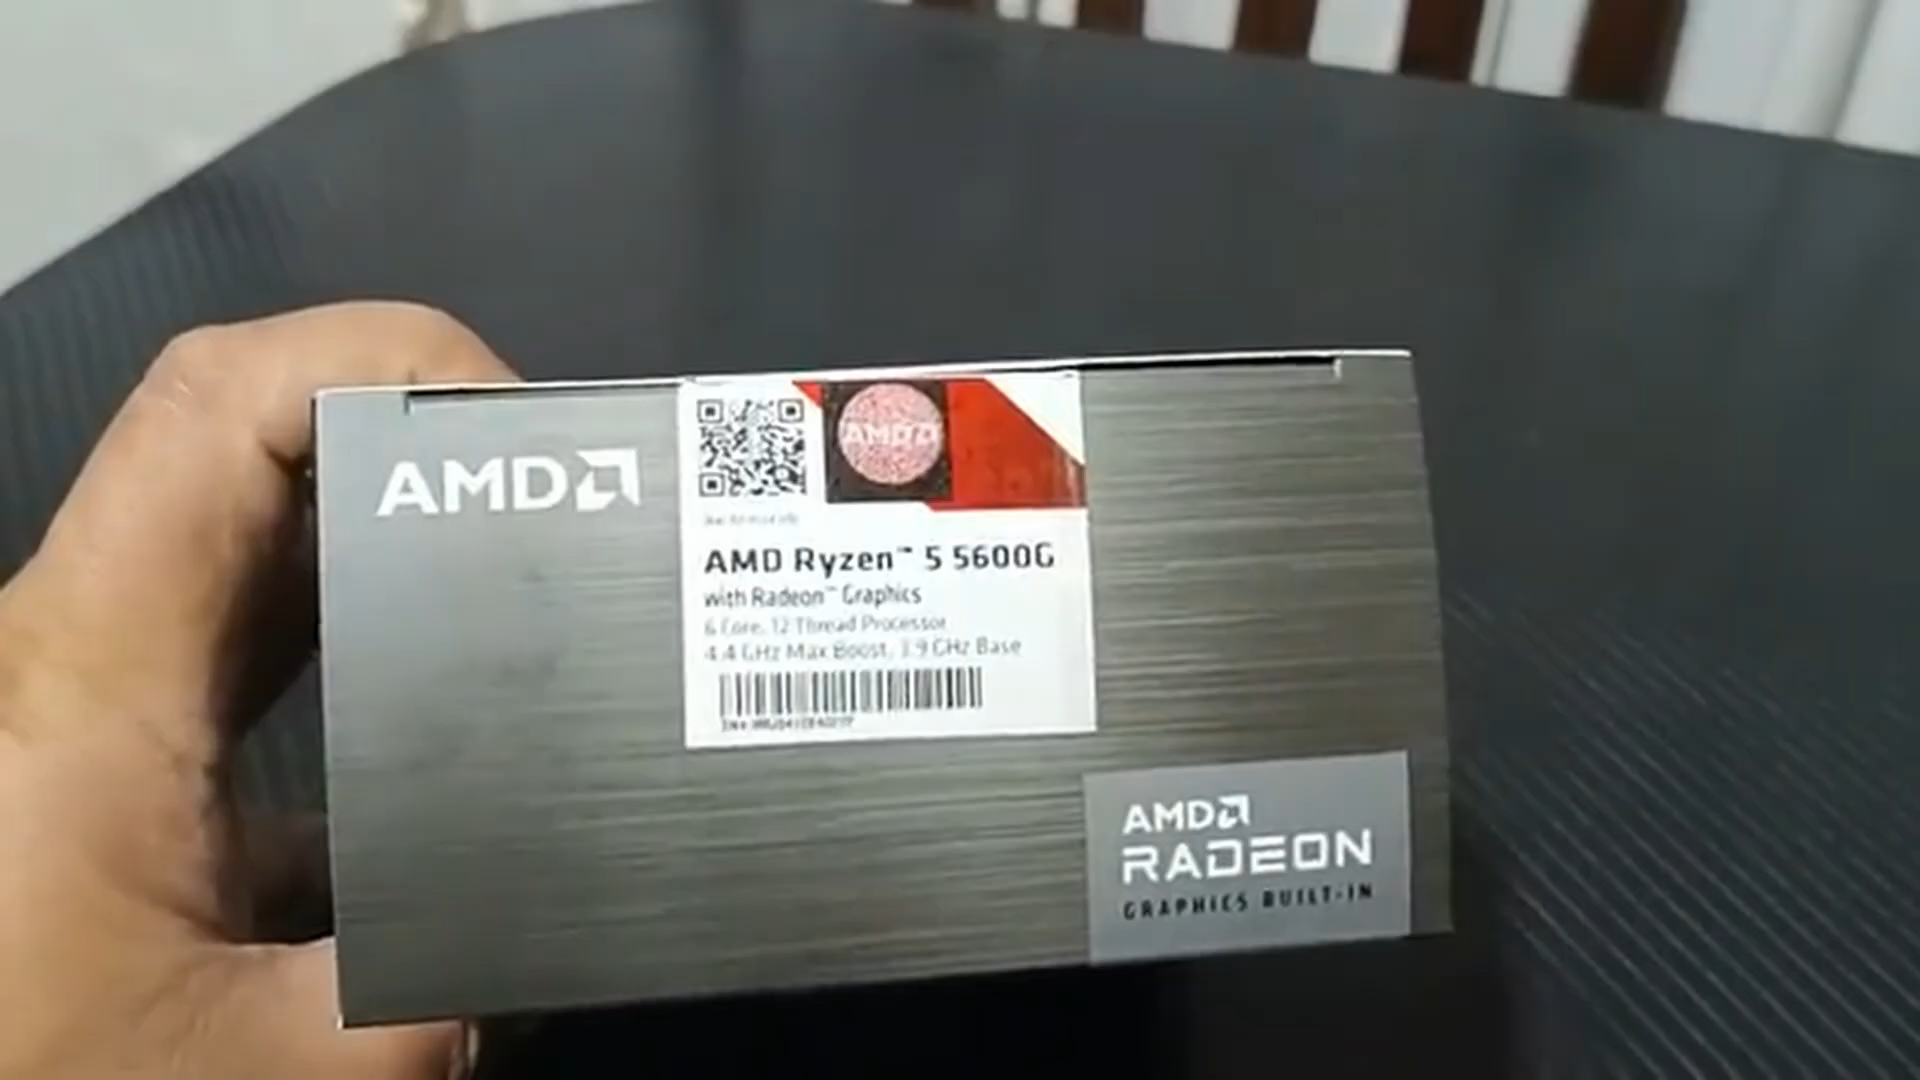 AMD
AMD
AMD Ryzen™ 5 5600G
with Radeon™ Graphics
6 Core, 12 Thread Processor
4.4 GHz Max Boost, 3.9 GHz Base
AMD
RADEON
GRAPHICS BUILT-IN